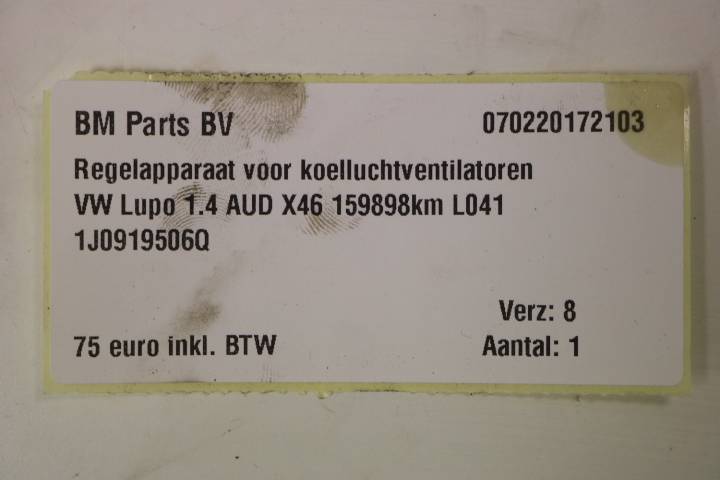 BM Parts BV 070220172103
Regelapparaat voor koelluchtventilatoren
VW Lupo 1.4 AUD X46 159898km L041
1J0919506Q
Verz: 8
75 euro inkl. BTW Aantal: 1